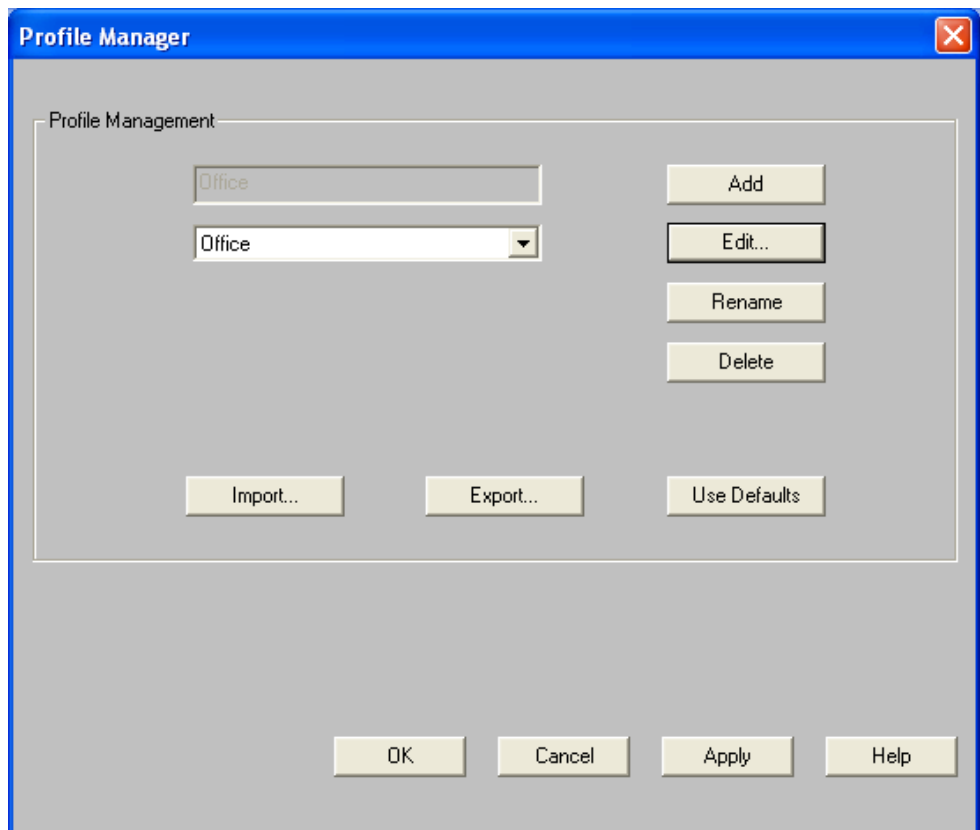 Profile Manager
Profile Management
Office
Add
Office
Edit...
Rename
Delete
Import...
Export...
Use Defaults
OK
Cancel
Apply
Help